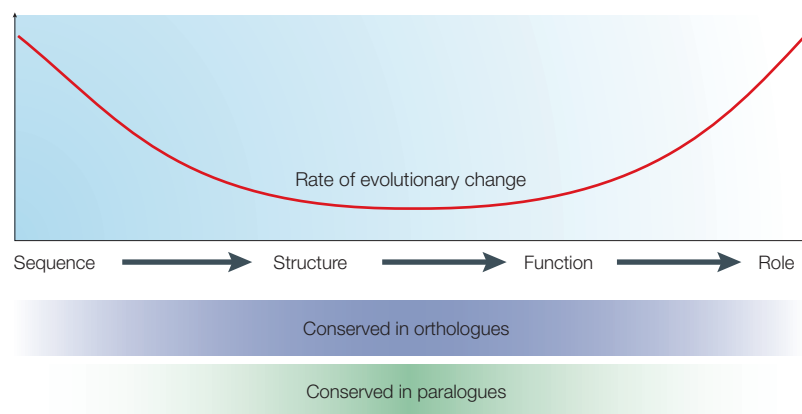 Rate of evolutionary change
Sequence Structure Function Role
Conserved in orthologues
Conserved in paralogues